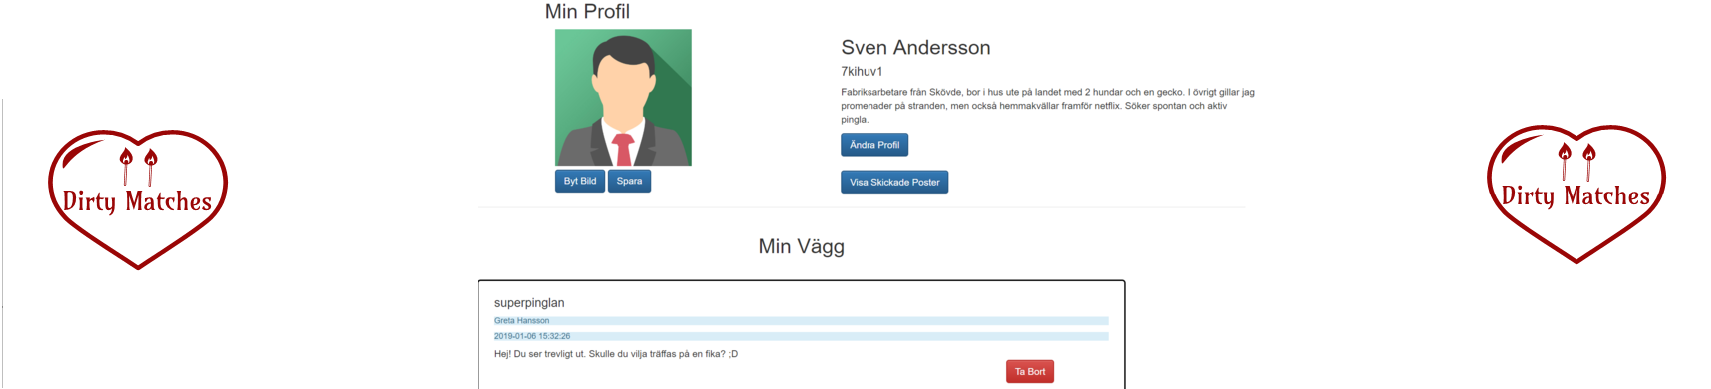 Min Profil
Sven Andersson
7kihuv1
Fabriksarbetare från Skövde, bor i hus ute på landet med 2 hundar och en gecko. I övrigt gillar jag
promenader på stranden, men också hemmakvällar framför netflix. Söker spontan och aktiv
pingla.
Ändra Profil
Byt Bild Spara
Visa Skickade Poster
Dirty Matches
Dirty Matches
Min Vägg
superpinglan
Greta Hansson
2019-01-06 15:32:26
Hej! Du ser trevligt ut. Skulle du vilja träffas på en fika? ;D
Ta Bort